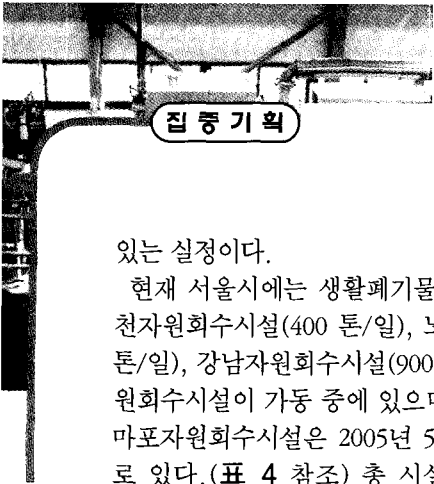 집중기획
있는 실정이다.
현재 서울시에는 생활폐기물
천자원회수시설(400 톤/일),
톤/일), 강남자원회수시설(900
원회수시설이 가동 중에 있으
마포자원회수시설은 2005년 5
로 있다.(표 4 참조) 총 시설